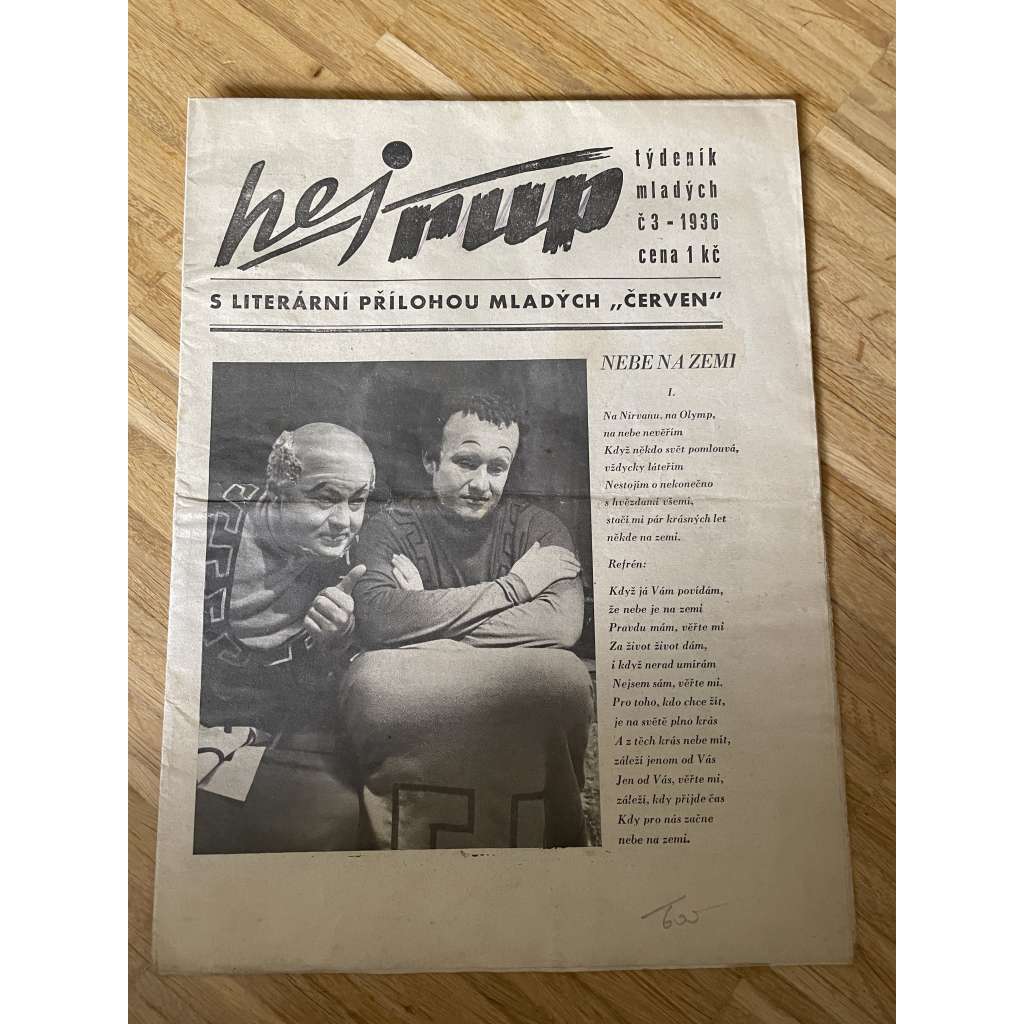 hej rup
týdeník
mladých
č 3 - 1936
cena 1 kč
S LITERÁRNÍ PŘÍLOHOU MLADÝCH „ČERVEN“
NEBE NA ZEMI
I.
Na Nirvanu, na Olymp,
na nebe nevěřím
Když někdo svět pomlouvá,
vždycky láteřím
Nestojím o nekonečno
s hvězdami všemi,
stačí mi pár krásných let
někde na zemi.
Refrén:
Když já Vám povídám,
že nebe je na zemi
Pravdu mám, věřte mi
Za život život dám,
i když nerad umírám
Nejsem sám, věřte mi.
Pro toho, kdo chce žít,
je na světě plno krás
A z těch krás nebe mít,
záleží jenom od Vás
Jen od Vás, věřte mi,
záleží, kdy přijde čas
Kdy pro nás začne
nebe na zemi.